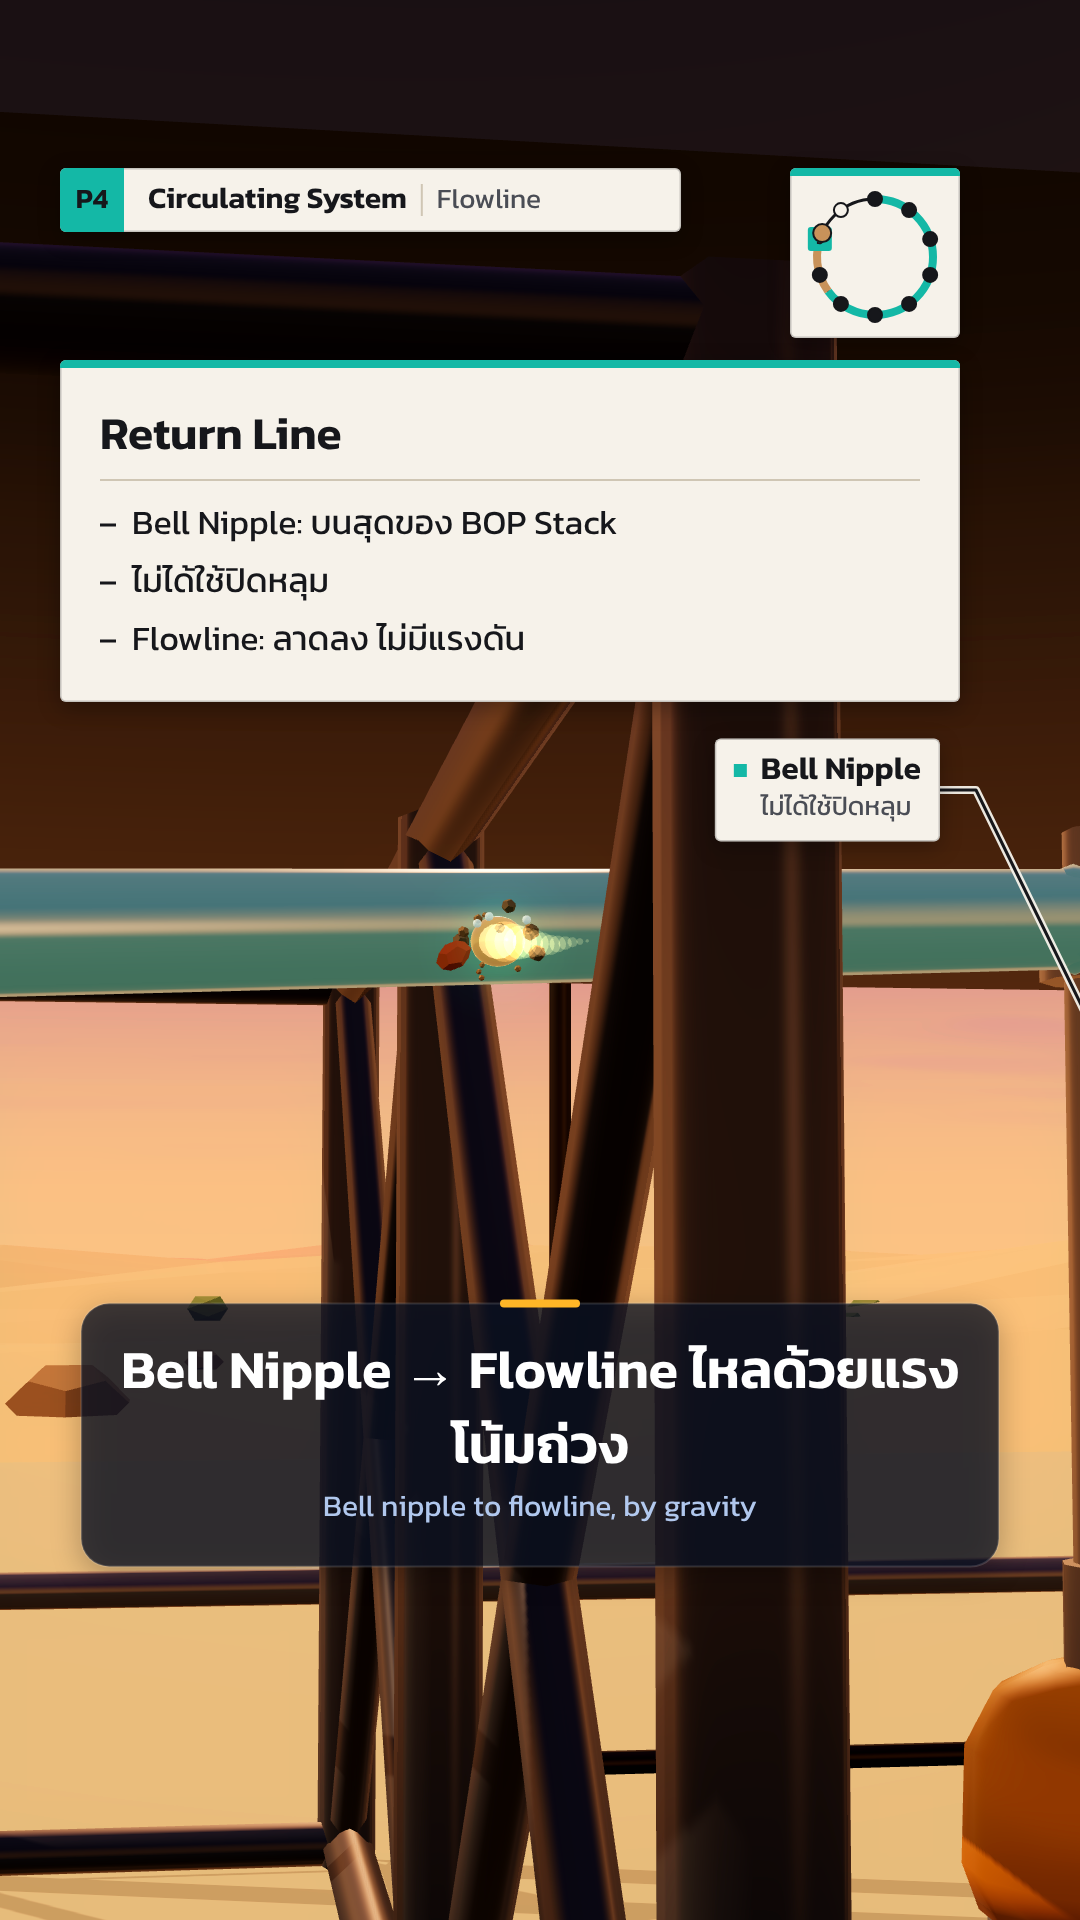 P4 Circulating System | Flowline
Return Line
– Bell Nipple: บนสุดของ BOP Stack
– ไม่ได้ใช้ปิดหลุม
– Flowline: ลาดลง ไม่มีแรงดัน
Bell Nipple
ไม่ได้ใช้ปิดหลุม
Bell Nipple → Flowline ไหลด้วยแรง
โน้มถ่วง
Bell nipple to flowline, by gravity